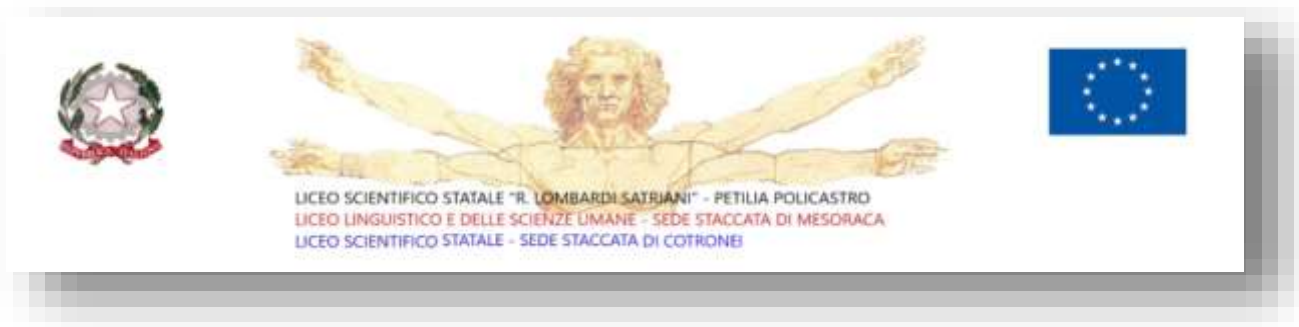 LICEO SCIENTIFICO STATALE "R. LOMBARDI SATRIANI" - PETILIA POLICASTRO
LICEO LINGUISTICO E DELLE SCIENZE UMANE - SEDE STACCATA DI MESORACA
LICEO SCIENTIFICO STATALE - SEDE STACCATA DI COTRONEI